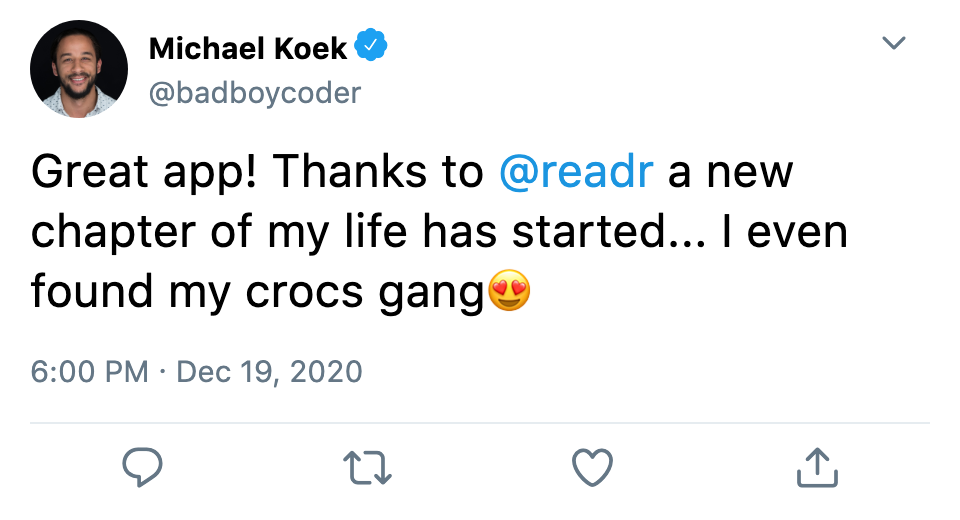 Michael Koek
@badboycoder
Great app! Thanks to @readr a new
chapter of my life has started... I even
found my crocs gang😍
6:00 PM · Dec 19, 2020